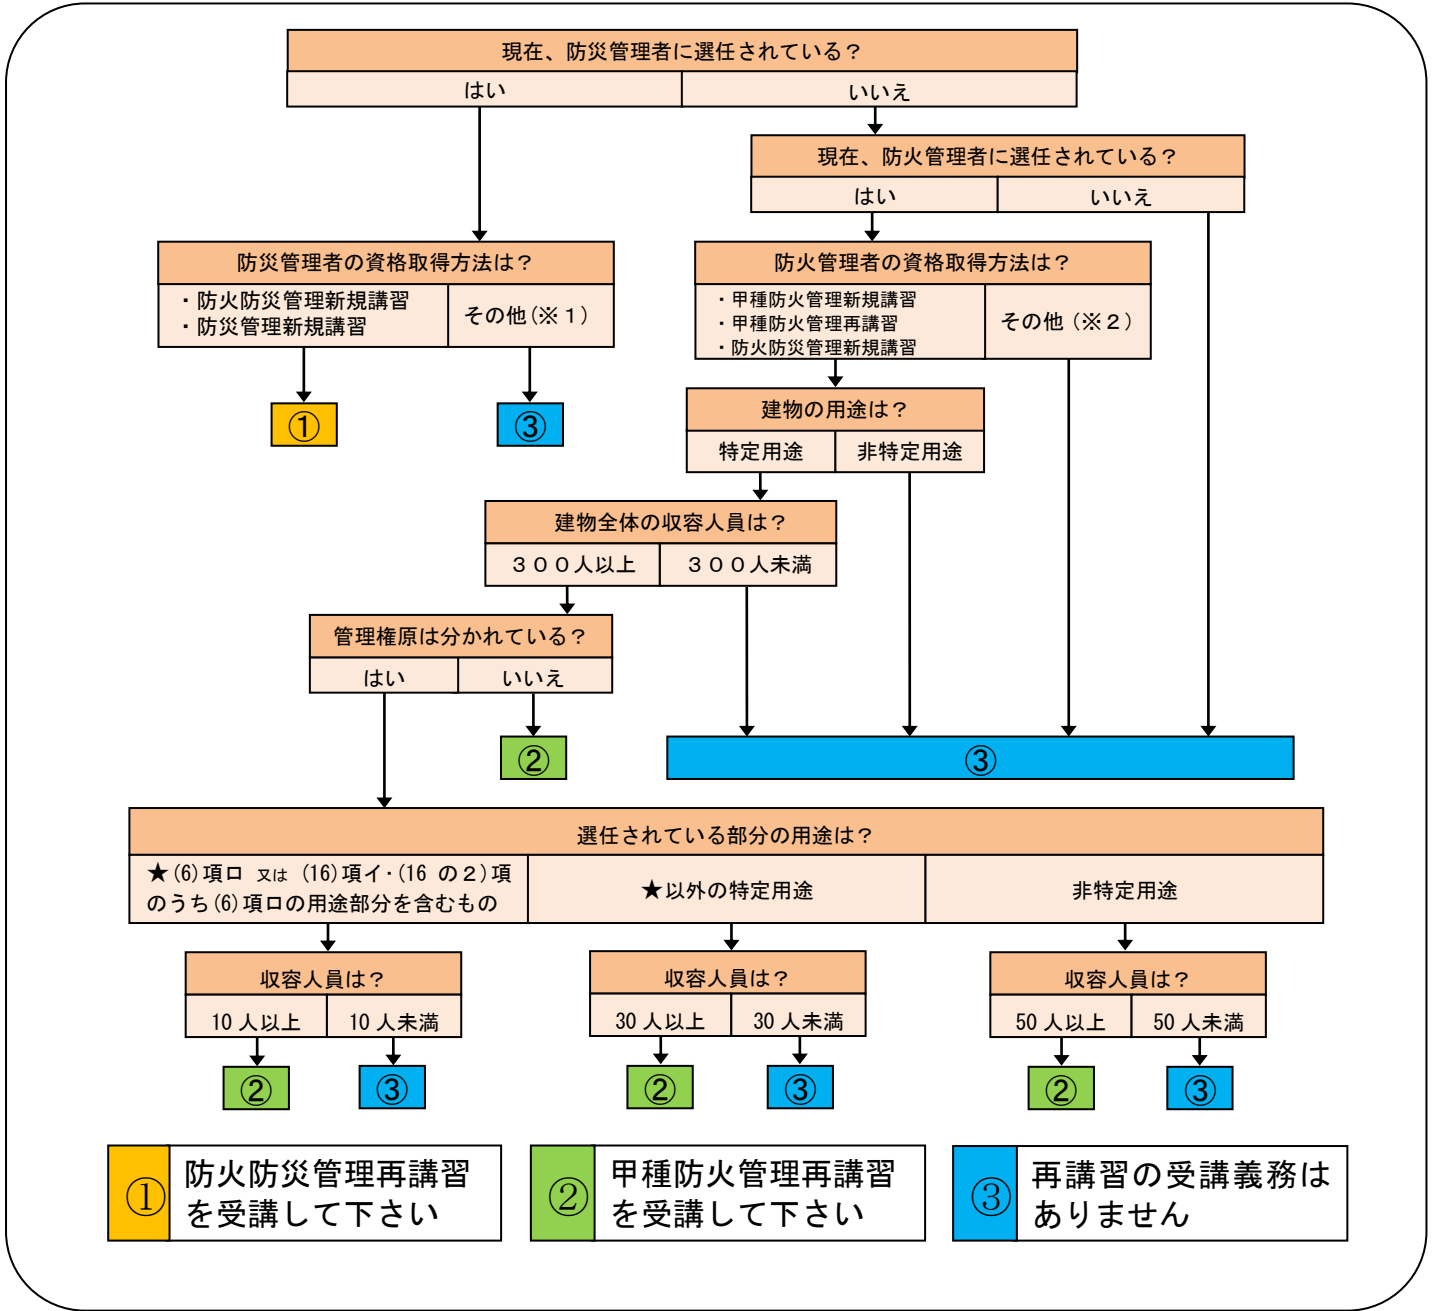 現在、防災管理者に選任されている？
はい
いいえ
現在、防火管理者に選任されている？
はい
いいえ
防災管理者の資格取得方法は？
・防火防災管理新規講習
・防災管理新規講習
その他(※１)
防火管理者の資格取得方法は？
・甲種防火管理新規講習
・甲種防火管理再講習
・防火防災管理新規講習
その他(※２)
①
③
建物の用途は？
特定用途
非特定用途
建物全体の収容人員は？
３００人以上
３００人未満
管理権原は分かれている？
はい
いいえ
②
③
選任されている部分の用途は？
★(6)項ロ 又は (16)項イ・(16 の２)項
のうち(6)項ロの用途部分を含むもの
★以外の特定用途
非特定用途
収容人員は？
10 人以上
10 人未満
収容人員は？
30 人以上
30 人未満
収容人員は？
50 人以上
50 人未満
②
③
②
③
②
③
①
防火防災管理再講習
を受講して下さい
②
甲種防火管理再講習
を受講して下さい
③
再講習の受講義務は
ありません